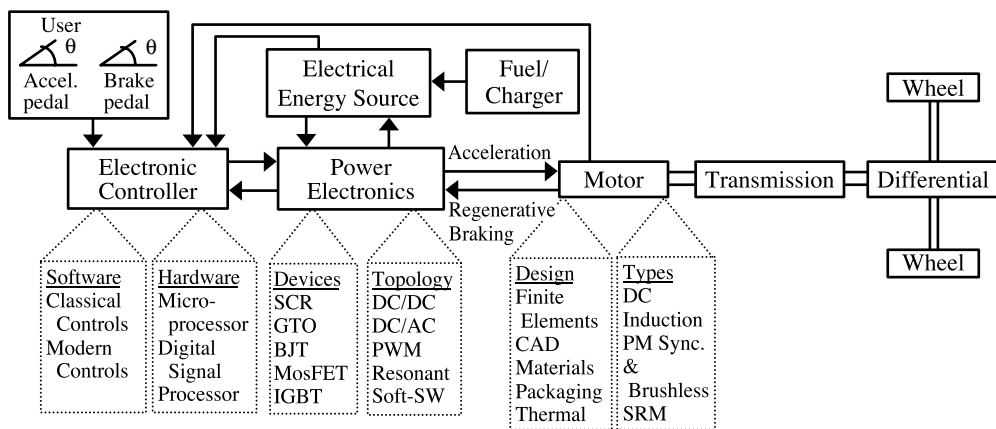 User
θ
θ
Accel.
pedal
Brake
pedal
Electrical
Energy Source
Fuel/
Charger
Wheel
Electronic
Controller
Power
Electronics
Acceleration
Regenerative
Braking
Motor
Transmission
Differential
Wheel
Software
Classical
Controls
Modern
Controls
Hardware
Micro-
processor
Digital
Signal
Processor
Devices
SCR
GTO
BJT
MosFET
IGBT
Topology
DC/DC
DC/AC
PWM
Resonant
Soft-SW
Design
Finite
Elements
CAD
Materials
Packaging
Thermal
Types
DC
Induction
PM Sync.
&
Brushless
SRM